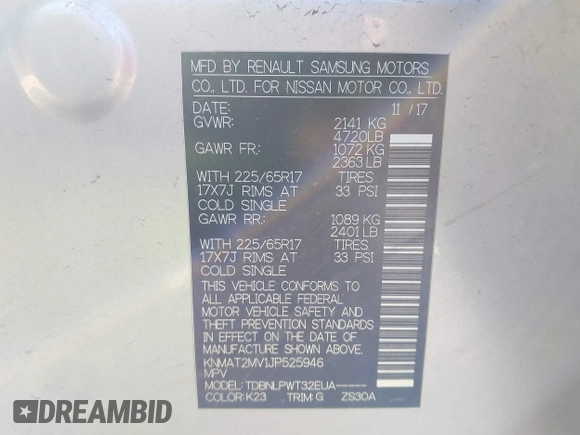 MFD BY RENAULT SAMSUNG MOTORS
CO., LTD. FOR NISSAN MOTOR CO., LTD.
DATE: 11 / 17
GVWR: 2141 KG
4720LB
GAWR FR: 1072 KG
2363 LB
WITH 225/65R17 TIRES
17X7J RIMS AT 33 PSI
COLD SINGLE
GAWR RR: 1089 KG
2401 LB
WITH 225/65R17 TIRES
17X7J RIMS AT 33 PSI
COLD SINGLE
THIS VEHICLE CONFORMS TO
ALL APPLICABLE FEDERAL
MOTOR VEHICLE SAFETY AND
THEFT PREVENTION STANDARDS
IN EFFECT ON THE DATE OF
MANUFACTURE SHOWN ABOVE.
KNMAT2MV1JP525946
MPV
MODEL: TDBNLPWT32EUA-----
COLOR: K23 TRIM: G ZS30A
DREAMBID